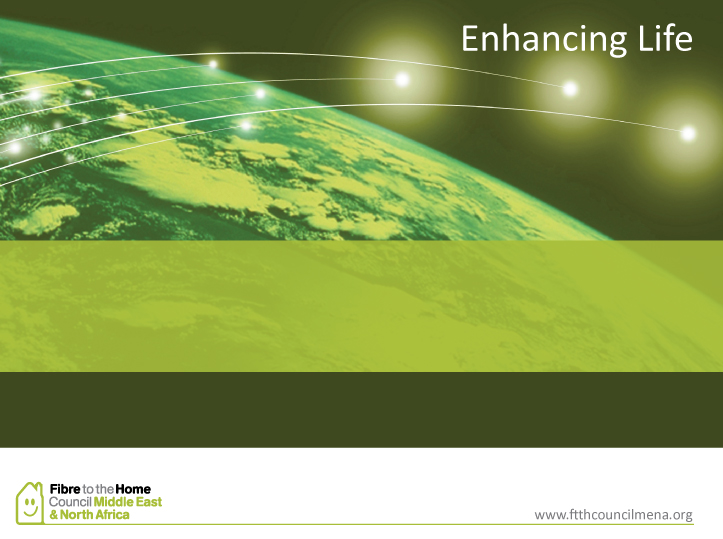 Enhancing Life
Fibre to the Home
Council Middle East
& North Africa
www.ftthcouncilmena.org